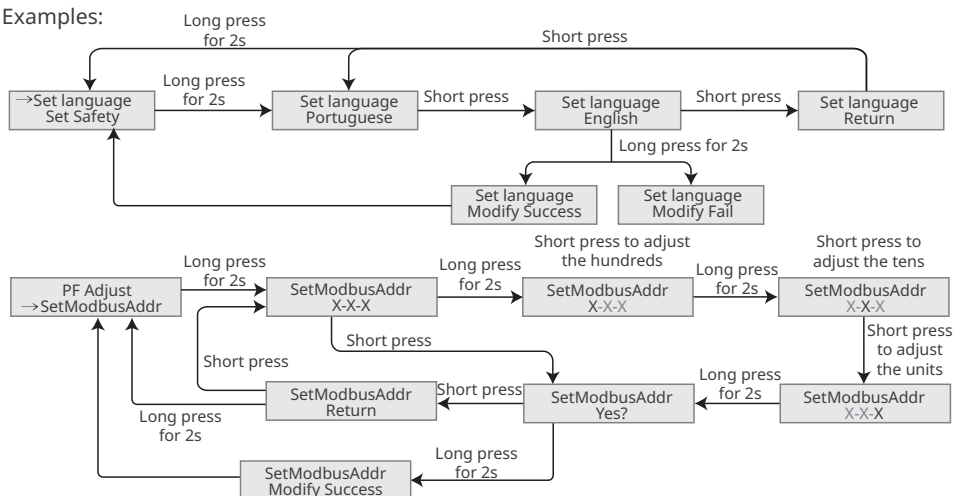 Examples:
Long press
for 2s
Short press
→Set language
Set Safety
Long press
for 2s
Set language
Portuguese
Short press
Set language
English
Short press
Set language
Return
Long press for 2s
Set language
Modify Success
Set language
Modify Fail
PF Adjust
→SetModbusAddr
Long press
for 2s
SetModbusAddr
X-X-X
Long press
for 2s
Short press to adjust
the hundreds
SetModbusAddr
X-X-X
Long press
for 2s
Short press to
adjust the tens
SetModbusAddr
X-X-X
Short press
to adjust
the units
Short press
Short press
SetModbusAddr
Return
Short press
SetModbusAddr
Yes?
Long press
for 2s
SetModbusAddr
X-X-X
Long press
for 2s
Long press
for 2s
SetModbusAddr
Modify Success